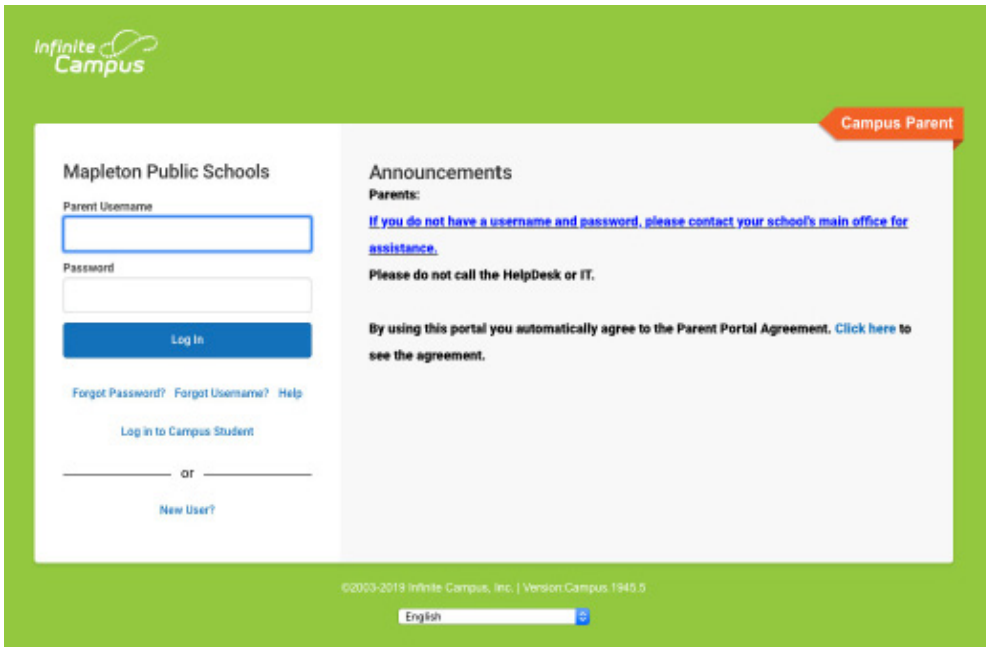 Infinite
Campus
Campus Parent
Mapleton Public Schools
Parent Username
Password
Log In
Forgot Password? Forgot Username? Help
Log in to Campus Student
or
New User?
Announcements
Parents:
If you do not have a username and password, please contact your school's main office for
assistance.
Please do not call the HelpDesk or IT.
By using this portal you automatically agree to the Parent Portal Agreement. Click here to
see the agreement.
©2003-2019 Infinite Campus, Inc. | Version:Campus.1945.5
English